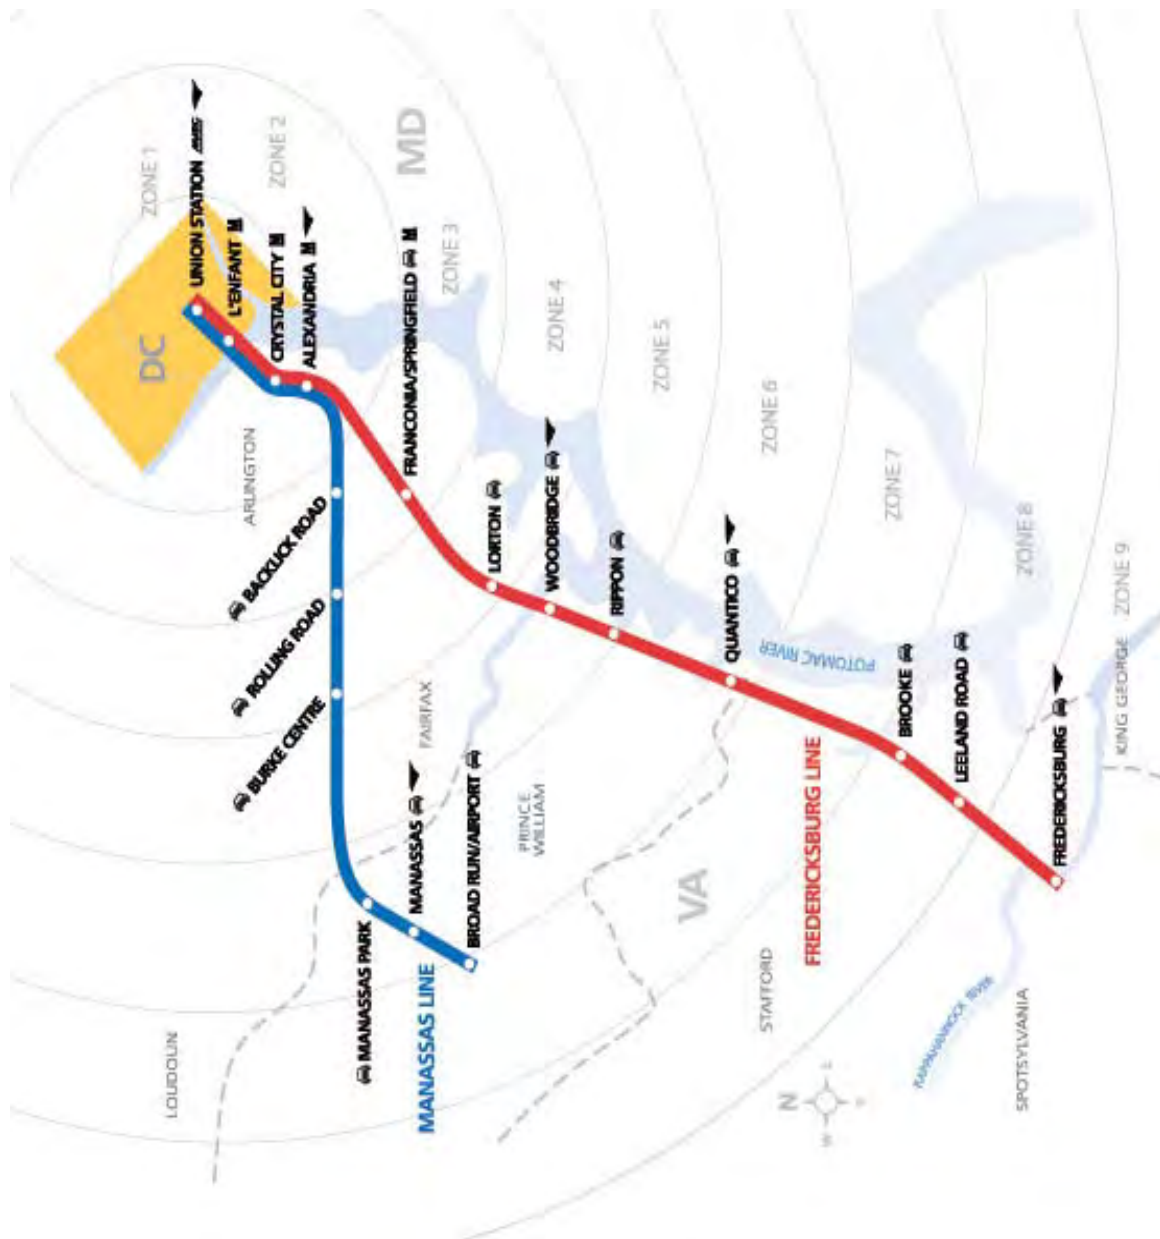 UNION STATION
L'ENFANT
CRYSTAL CITY
ALEXANDRIA
FRANCONIA/SPRINGFIELD
LORTON
WOODBRIDGE
RIPPON
QUANTICO
BROOKE
LEELAND ROAD
FREDERICKSBURG
BACKLICK ROAD
ROLLING ROAD
BURKE CENTRE
MANASSAS PARK
MANASSAS
BROAD RUN/AIRPORT
MANASSAS LINE
FREDERICKSBURG LINE
ZONE 1
ZONE 2
ZONE 3
ZONE 4
ZONE 5
ZONE 6
ZONE 7
ZONE 8
ZONE 9
DC
MD
VA
ARLINGTON
FAIRFAX
PRINCE
WILLIAM
LOUDOUN
STAFFORD
SPOTSYLVANIA
KING GEORGE
POTOMAC RIVER
RAPPAHANNOCK RIVER
N
W